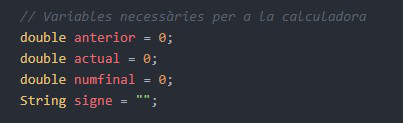 // Variables necessàries per a la calculadora
double anterior = 0;
double actual = 0;
double numfinal = 0;
String signe = "";